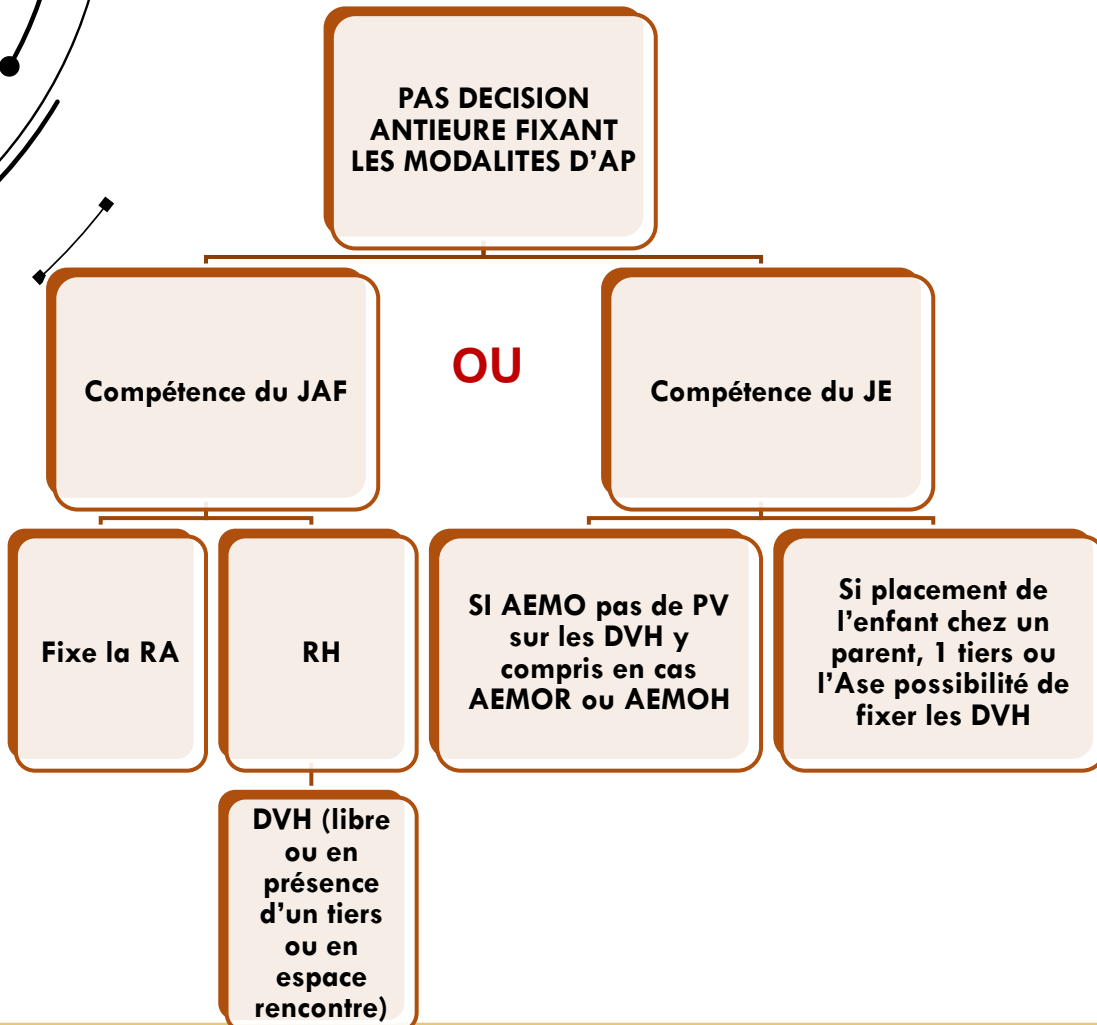 PAS DECISION
ANTIEURE FIXANT
LES MODALITES D’AP
Compétence du JAF
OU
Compétence du JE
Fixe la RA
RH
SI AEMO pas de PV
sur les DVH y
compris en cas
AEMOR ou AEMOH
Si placement de
l’enfant chez un
parent, 1 tiers ou
l’Ase possibilité de
fixer les DVH
DVH (libre
ou en
présence
d’un tiers
ou en
espace
rencontre)